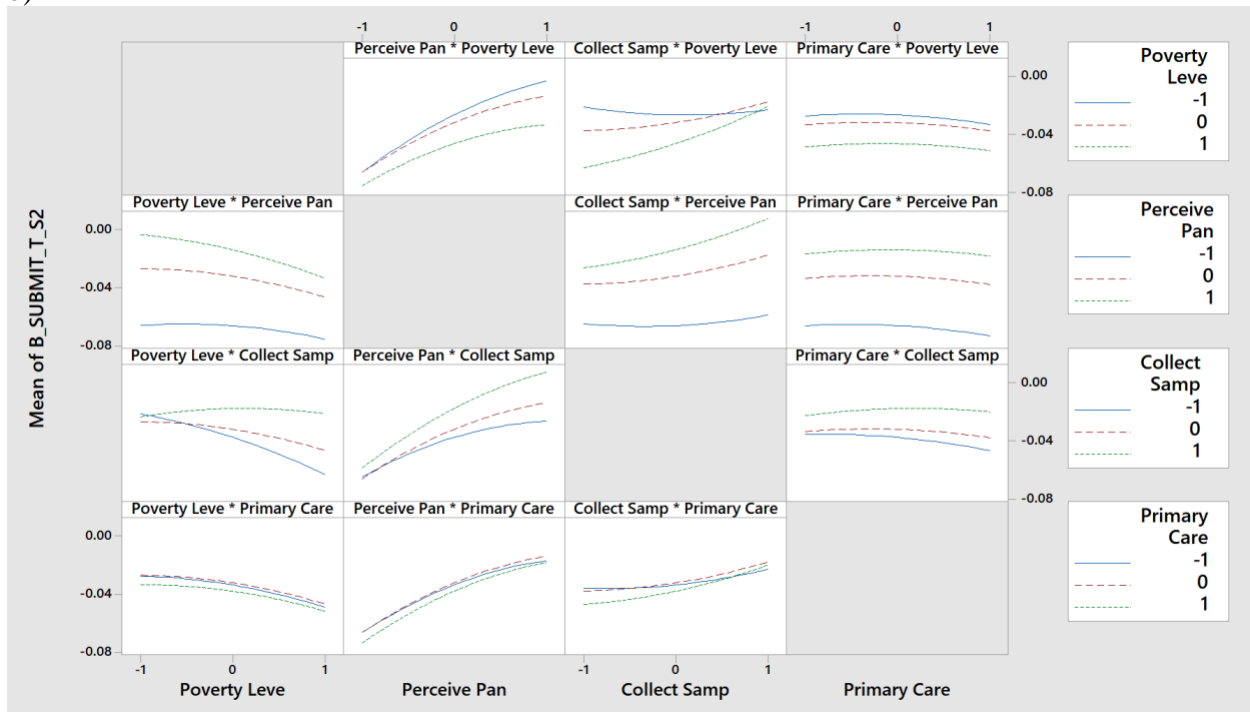 -1 0 1 -1 0 1
Perceive Pan * Poverty Leve Collect Samp * Poverty Leve Primary Care * Poverty Leve
0.00
-0.04
-0.08
Poverty
Leve
-1
0
1
Poverty Leve * Perceive Pan Collect Samp * Perceive Pan Primary Care * Perceive Pan
0.00
-0.04
-0.08
Perceive
Pan
-1
0
1
Mean of B_SUBMIT_T_S2
Poverty Leve * Collect Samp Perceive Pan * Collect Samp Primary Care * Collect Samp
0.00
-0.04
-0.08
Collect
Samp
-1
0
1
Poverty Leve * Primary Care Perceive Pan * Primary Care Collect Samp * Primary Care
0.00
-0.04
-0.08
Primary
Care
-1
0
1
-1 0 1 -1 0 1
Poverty Leve Perceive Pan Collect Samp Primary Care